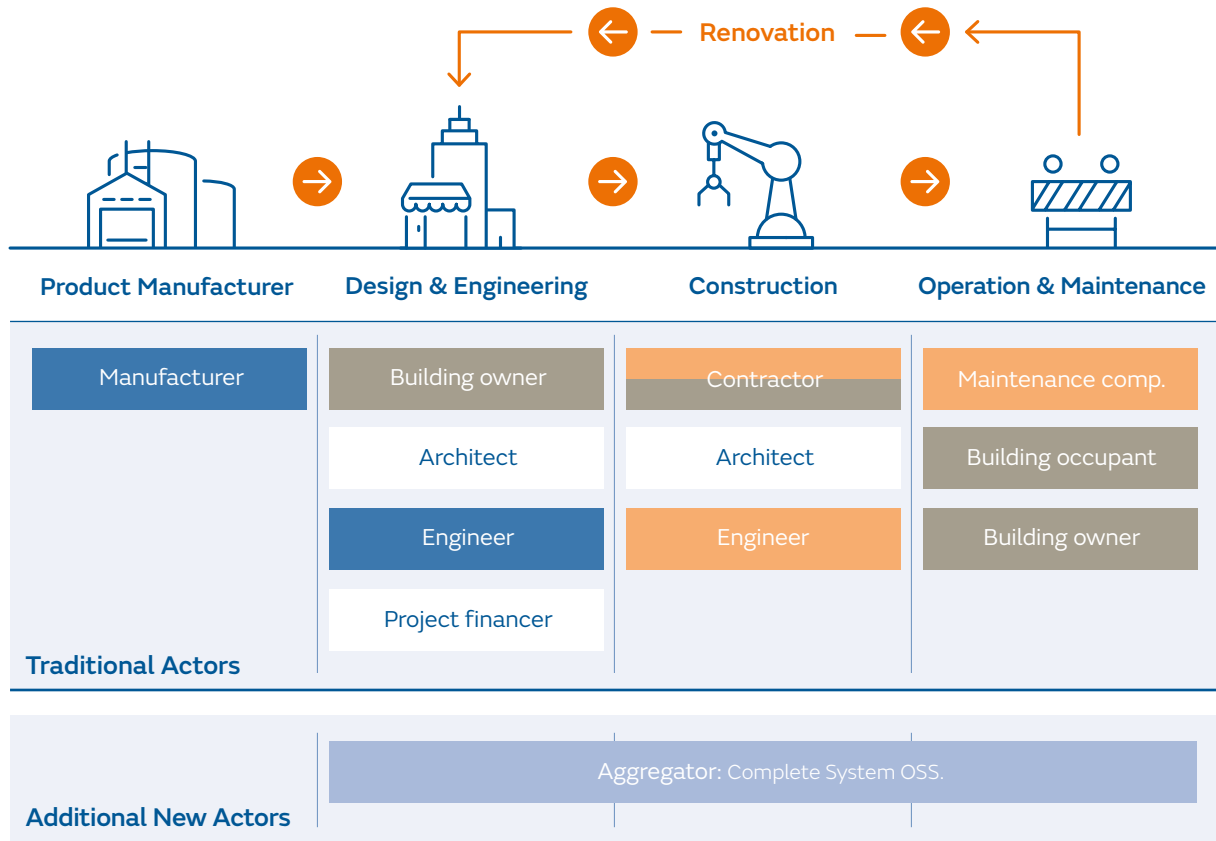 Renovation
Product Manufacturer
Design & Engineering
Construction
Operation & Maintenance
Manufacturer
Building owner
Contractor
Maintenance comp.
Architect
Architect
Building occupant
Engineer
Engineer
Building owner
Project financer
Traditional Actors
Aggregator: Complete System OSS.
Additional New Actors